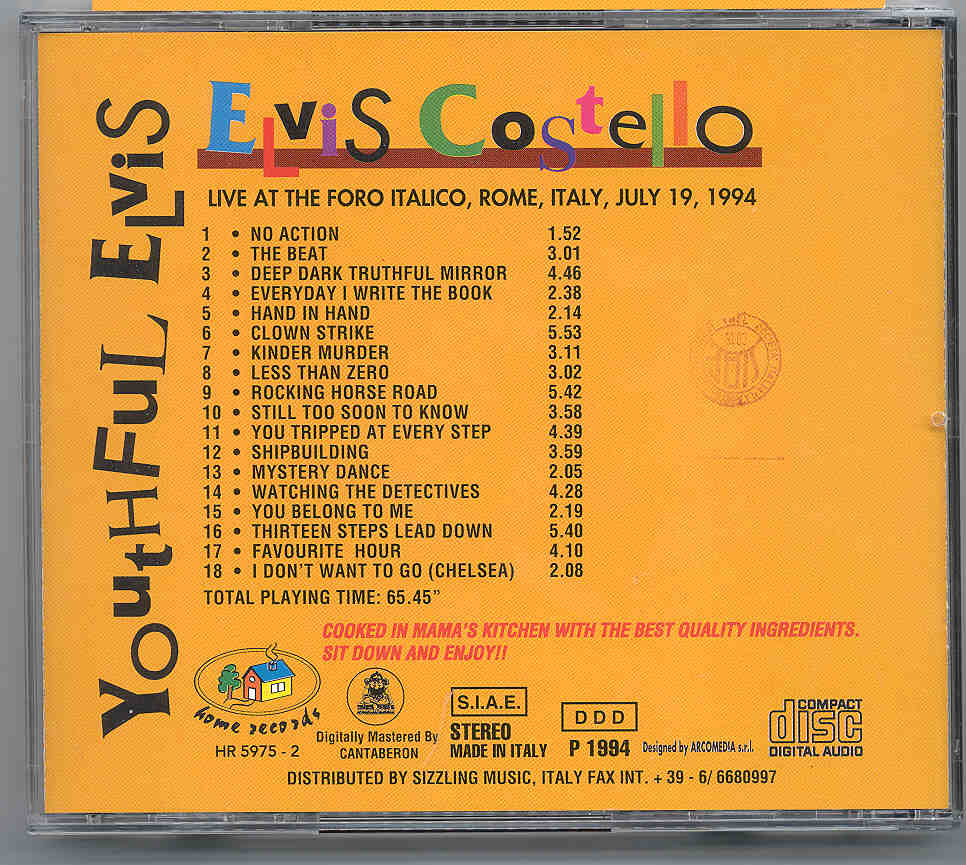 YouthFuL ELviS
ELviS CoStello
LIVE AT THE FORO ITALICO, ROME, ITALY, JULY 19, 1994
1 • NO ACTION 1.52
2 • THE BEAT 3.01
3 • DEEP DARK TRUTHFUL MIRROR 4.46
4 • EVERYDAY I WRITE THE BOOK 2.38
5 • HAND IN HAND 2.14
6 • CLOWN STRIKE 5.53
7 • KINDER MURDER 3.11
8 • LESS THAN ZERO 3.02
9 • ROCKING HORSE ROAD 5.42
10 • STILL TOO SOON TO KNOW 3.58
11 • YOU TRIPPED AT EVERY STEP 4.39
12 • SHIPBUILDING 3.59
13 • MYSTERY DANCE 2.05
14 • WATCHING THE DETECTIVES 4.28
15 • YOU BELONG TO ME 2.19
16 • THIRTEEN STEPS LEAD DOWN 5.40
17 • FAVOURITE HOUR 4.10
18 • I DON'T WANT TO GO (CHELSEA) 2.08
TOTAL PLAYING TIME: 65.45"
COOKED IN MAMA'S KITCHEN WITH THE BEST QUALITY INGREDIENTS.
SIT DOWN AND ENJOY!!
home records
HR 5975 - 2
Digitally Mastered By
CANTABERON
S.I.A.E.
STEREO
MADE IN ITALY
DDD
P 1994
Designed by ARCOMEDIA s.r.l.
COMPACT
disc
DIGITAL AUDIO
DISTRIBUTED BY SIZZLING MUSIC, ITALY FAX INT. + 39 - 6/ 6680997